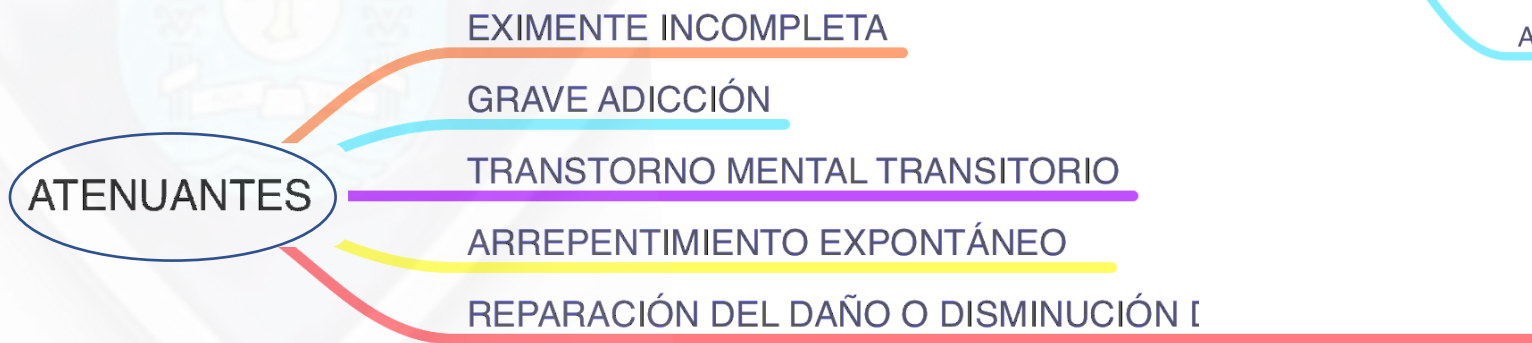 EXIMENTE INCOMPLETA
GRAVE ADICCIÓN
TRANSTORNO MENTAL TRANSITORIO
ATENUANTES
ARREPENTIMIENTO EXPONTÁNEO
REPARACIÓN DEL DAÑO O DISMINUCIÓN